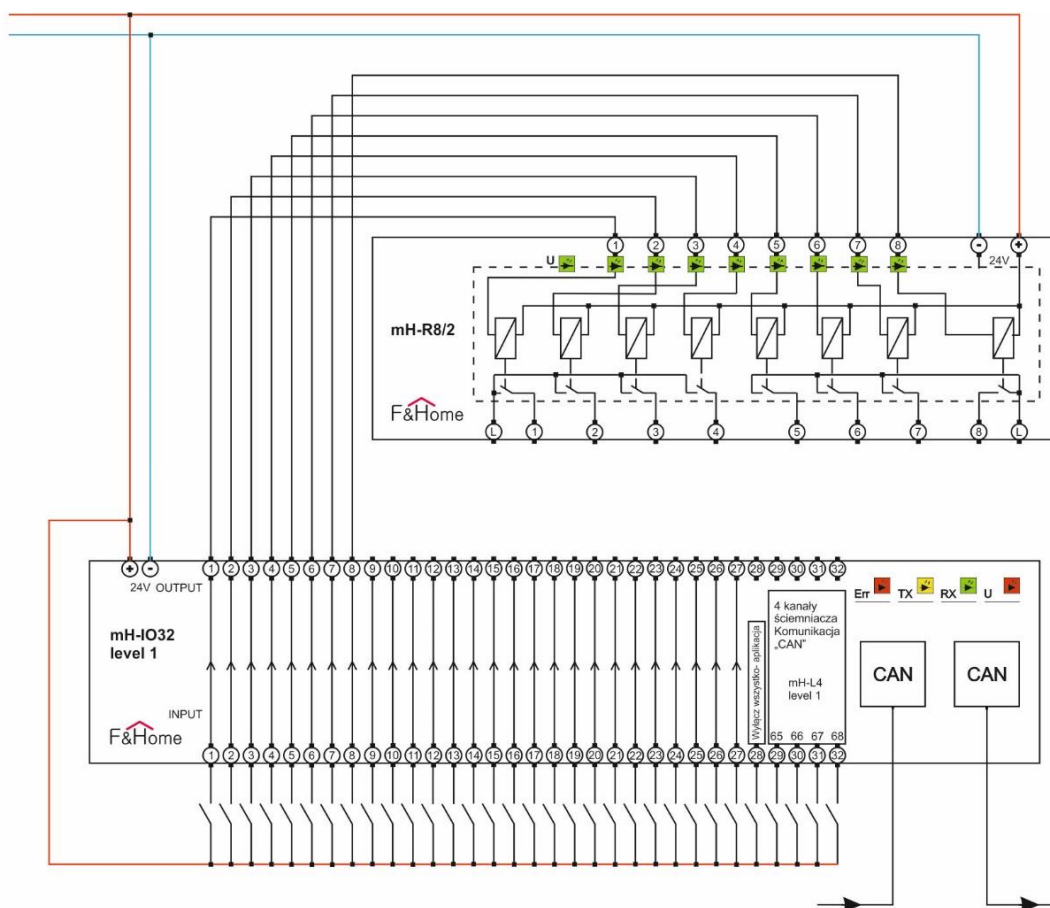 1 2 3 4 5 6 7 8 - +
U 24V
mH-R8/2
F&Home
L 1 2 3 4 5 6 7 8 L
+ - 1 2 3 4 5 6 7 8 9 10 11 12 13 14 15 16 17 18 19 20 21 22 23 24 25 26 27 28 29 30 31 32
24V OUTPUT
Err TX RX U
mH-IO32
level 1
4 kanały
ściemniacza
Komunikacja
„CAN”
mH-L4
level 1
Wyłącz wszystko- aplikacja
CAN CAN
INPUT
F&Home
65 66 67 68
1 2 3 4 5 6 7 8 9 10 11 12 13 14 15 16 17 18 19 20 21 22 23 24 25 26 27 28 29 30 31 32